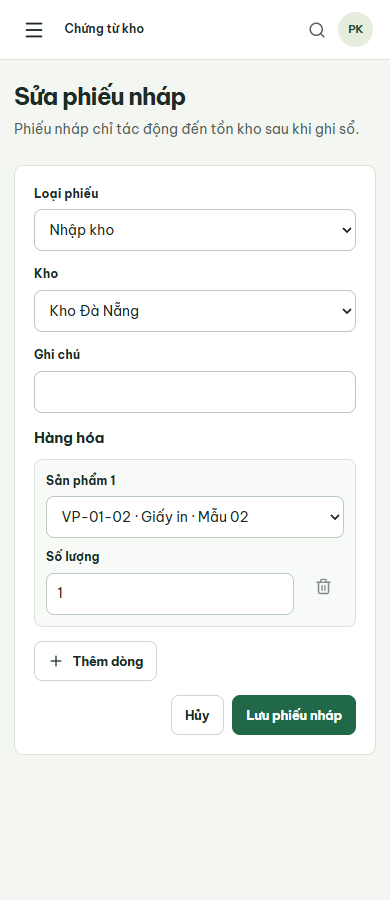 Chứng từ kho
PK
Sửa phiếu nháp
Phiếu nháp chỉ tác động đến tồn kho sau khi ghi sổ.
Loại phiếu
Nhập kho
Kho
Kho Đà Nẵng
Ghi chú
Hàng hóa
Sản phẩm 1
VP-01-02 · Giấy in · Mẫu 02
Số lượng
1
Thêm dòng
Hủy
Lưu phiếu nháp